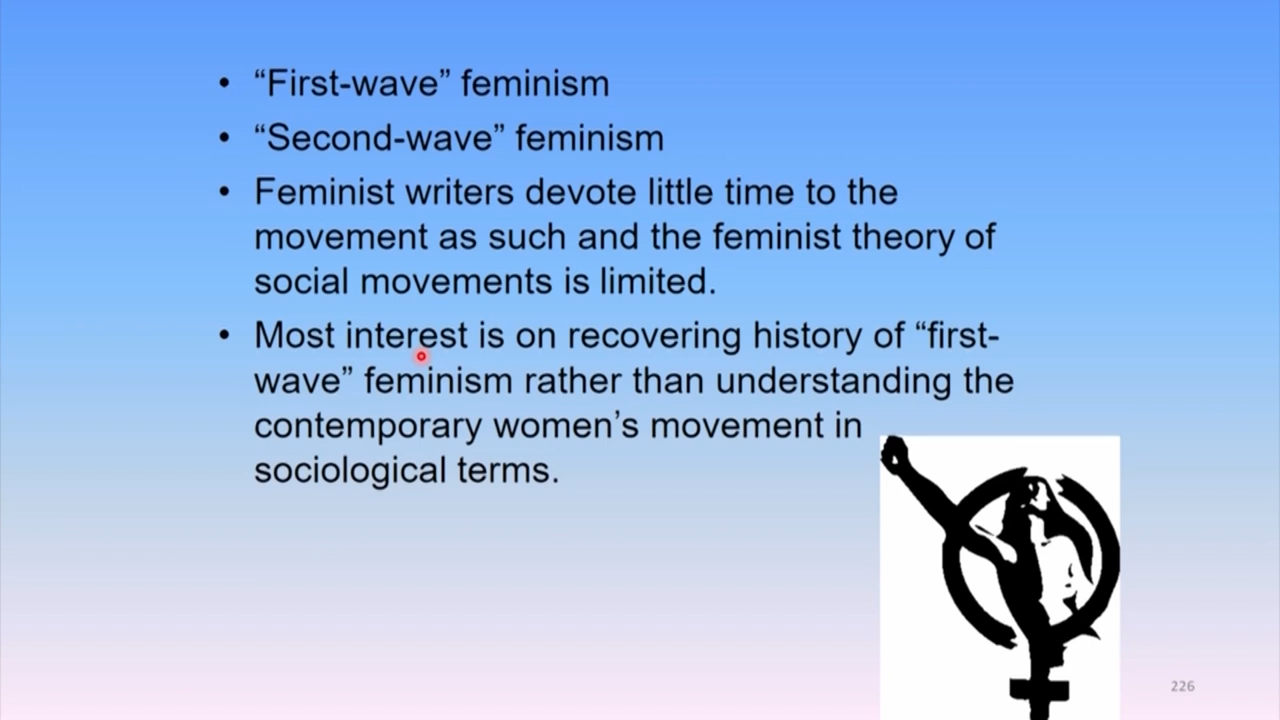 • “First-wave” feminism
• “Second-wave” feminism
• Feminist writers devote little time to the
movement as such and the feminist theory of
social movements is limited.
• Most interest is on recovering history of “first-
wave” feminism rather than understanding the
contemporary women’s movement in
sociological terms.
226